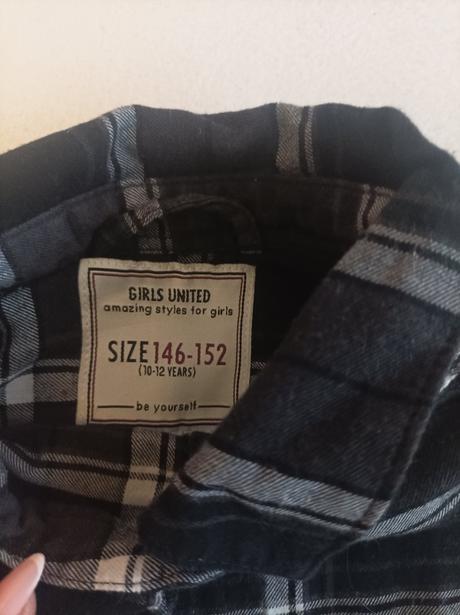 GIRLS UNITED
amazing styles for girls
SIZE 146-152
(10-12 YEARS)
be yourself